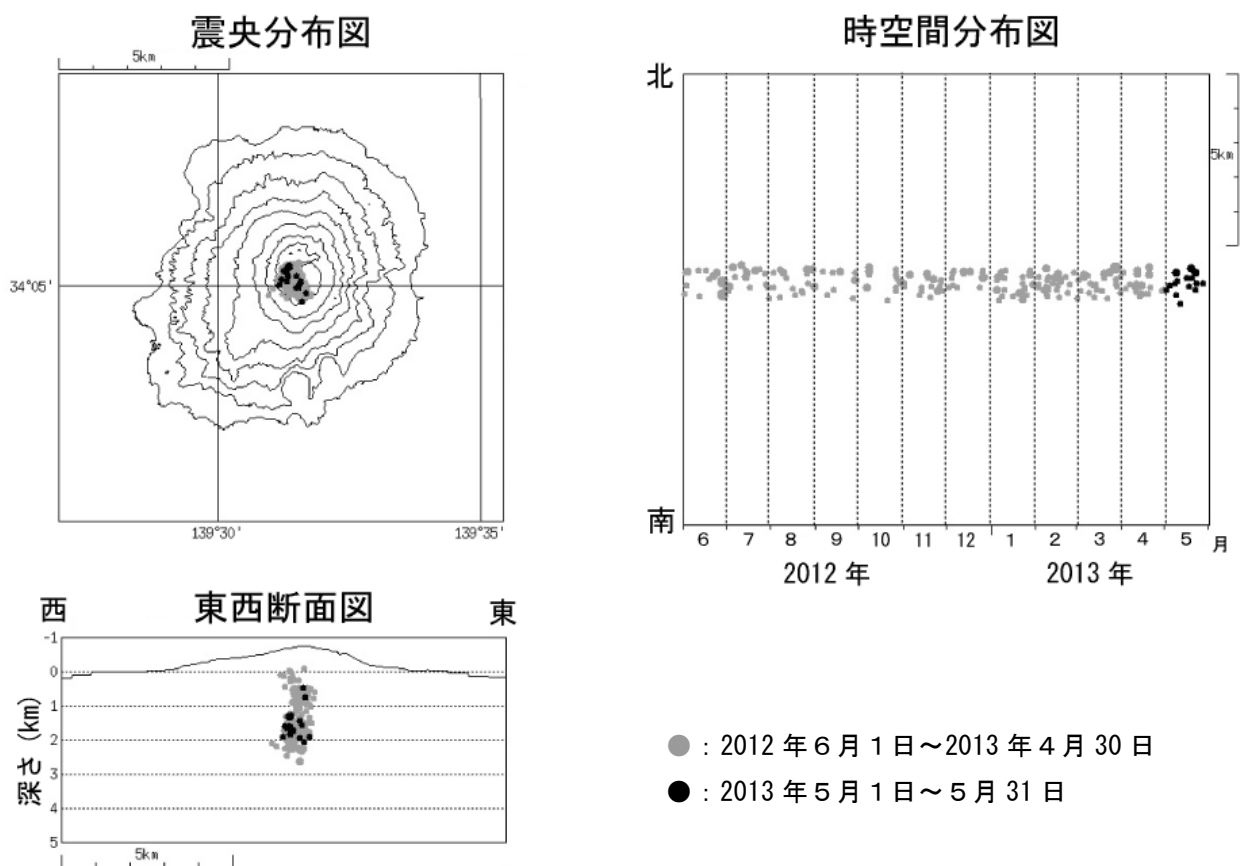 震央分布図
5km
34°05'
139°30'
139°35'
時空間分布図
北
5km
南
6 7 8 9 10 11 12 1 2 3 4 5 月
2012 年
2013 年
西
東西断面図
東
-1
0
1
2
3
4
5
深さ (km)
5km
● : 2012 年 6 月 1 日～2013 年 4 月 30 日
● : 2013 年 5 月 1 日～ 5 月 31 日